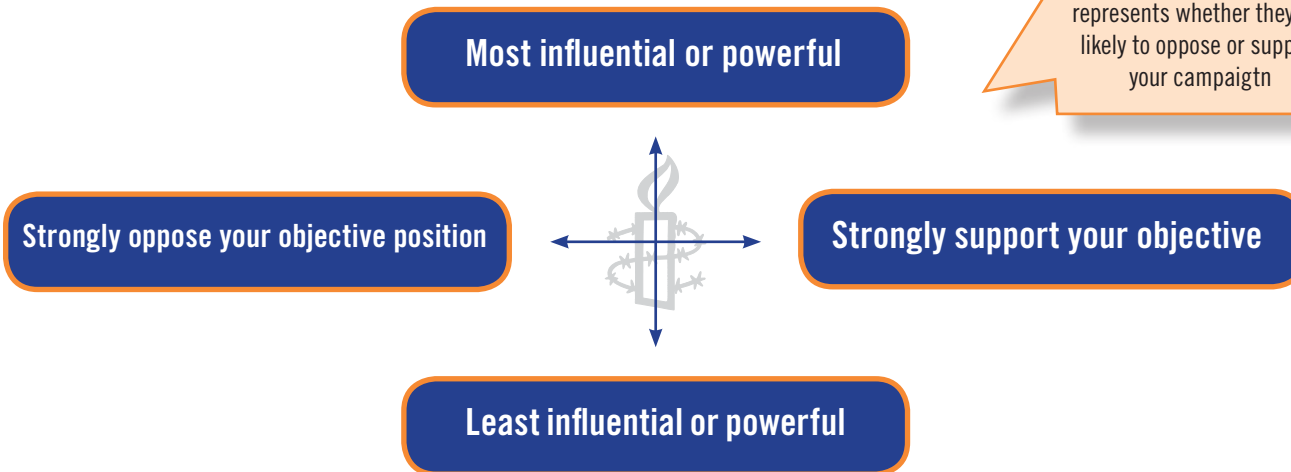 Most influential or powerful
represents whether they
likely to oppose or supp
your campaigtn
Strongly oppose your objective position
Strongly support your objective
Least influential or powerful